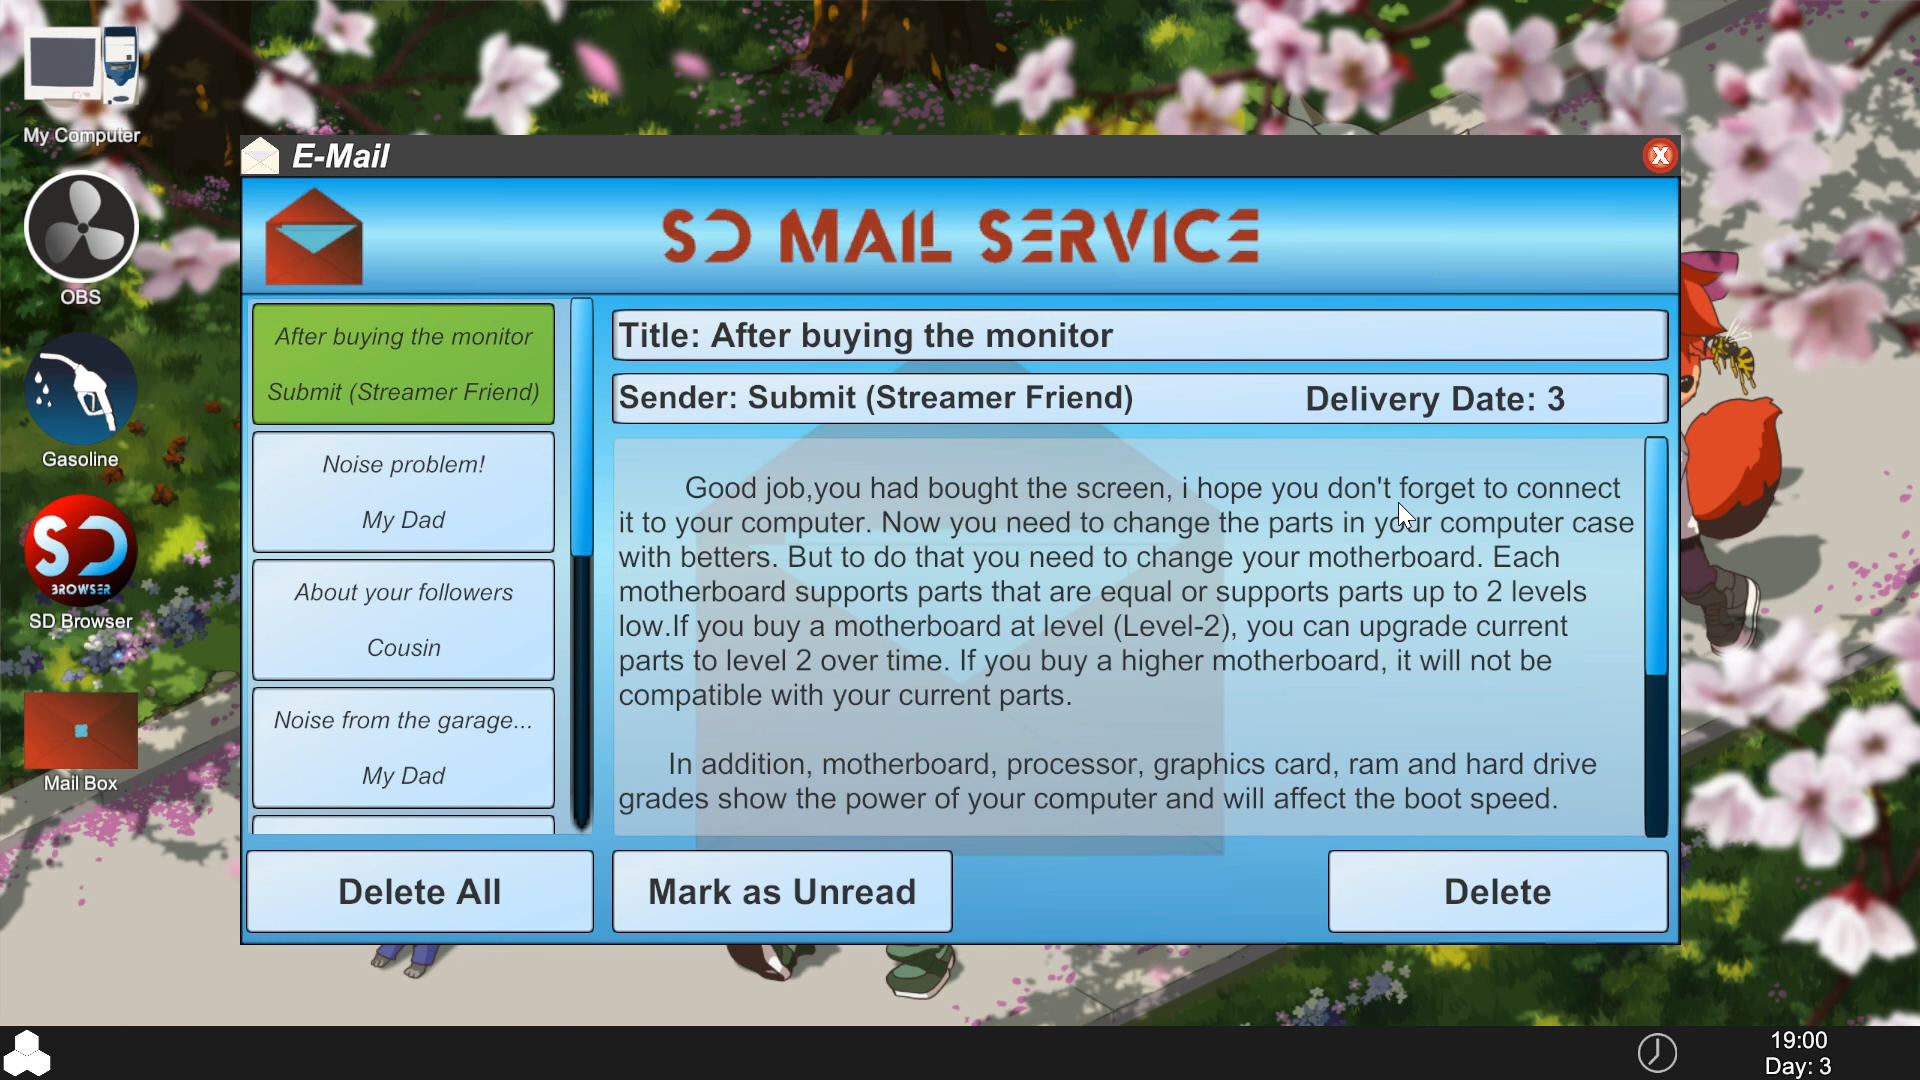 My Computer
OBS
Gasoline
SD
BROWSER
SD Browser
Mail Box
E-Mail
X
SD MAIL SERVICE
After buying the monitor
Submit (Streamer Friend)
Noise problem!
My Dad
About your followers
Cousin
Noise from the garage...
My Dad
Delete All
Title: After buying the monitor
Sender: Submit (Streamer Friend) Delivery Date: 3
Good job,you had bought the screen, i hope you don't forget to connect
it to your computer. Now you need to change the parts in your computer case
with betters. But to do that you need to change your motherboard. Each
motherboard supports parts that are equal or supports parts up to 2 levels
low.If you buy a motherboard at level (Level-2), you can upgrade current
parts to level 2 over time. If you buy a higher motherboard, it will not be
compatible with your current parts.
In addition, motherboard, processor, graphics card, ram and hard drive
grades show the power of your computer and will affect the boot speed.
Mark as Unread
Delete
19:00
Day: 3